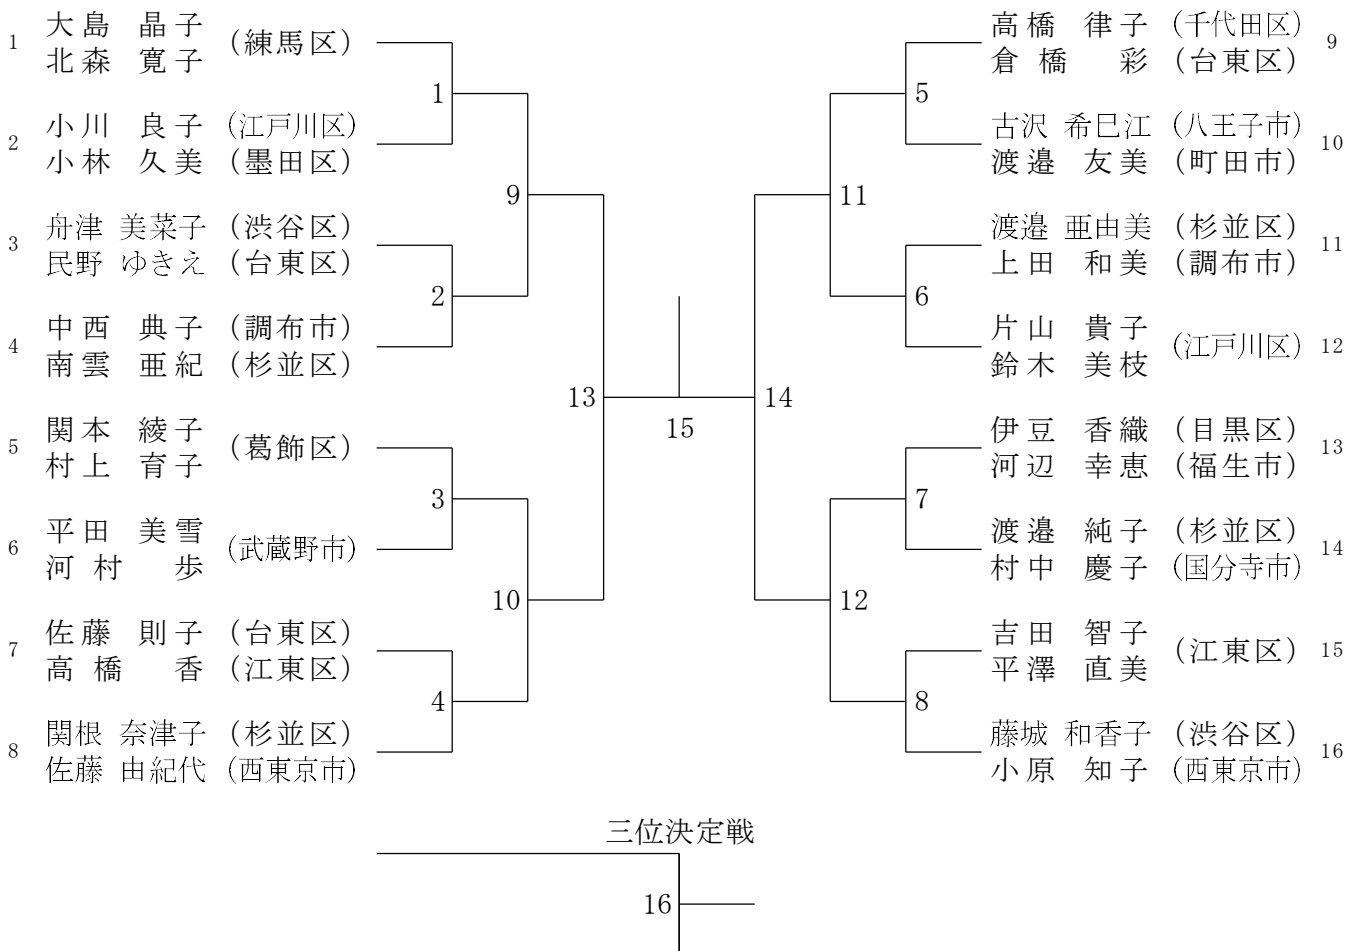 1 大島 晶子 (練馬区)
北森 寛子
1
2 小川 良子 (江戸川区)
小林 久美 (墨田区)
9
3 舟津 美菜子 (渋谷区)
民野 ゆきえ (台東区)
2
4 中西 典子 (調布市)
南雲 亜紀 (杉並区)
13
5 関本 綾子 (葛飾区)
村上 育子
3
6 平田 美雪 (武蔵野市)
河村 歩
10
7 佐藤 則子 (台東区)
高橋 香 (江東区)
4
8 関根 奈津子 (杉並区)
佐藤 由紀代 (西東京市)
15
高橋 律子 (千代田区) 9
倉橋 彩 (台東区)
5
古沢 希巳江 (八王子市) 10
渡邉 友美 (町田市)
11
渡邉 亜由美 (杉並区) 11
上田 和美 (調布市)
6
片山 貴子 (江戸川区) 12
鈴木 美枝
14
伊豆 香織 (目黒区) 13
河辺 幸恵 (福生市)
7
渡邉 純子 (杉並区) 14
村中 慶子 (国分寺市)
12
吉田 智子 (江東区) 15
平澤 直美
8
藤城 和香子 (渋谷区) 16
小原 知子 (西東京市)
三位決定戦
16